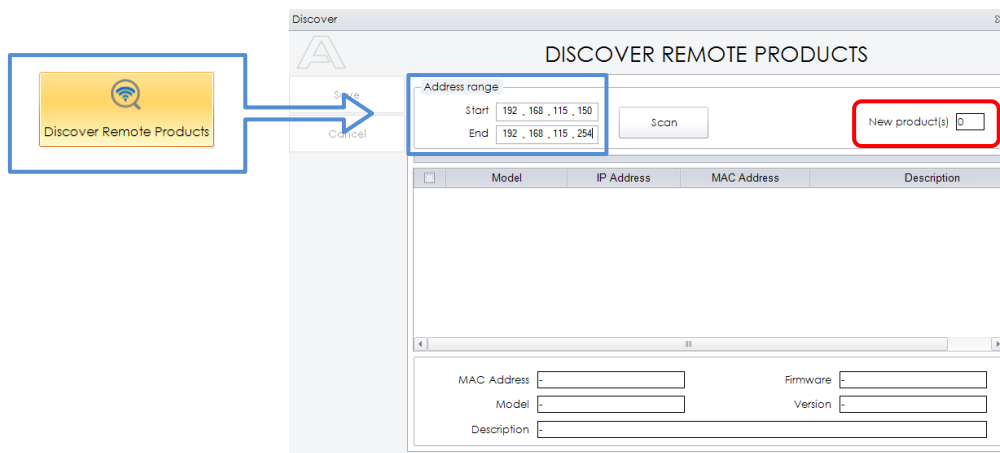 Discover
DISCOVER REMOTE PRODUCTS
Discover Remote Products
Save
Cancel
Address range
Start 192 . 168 . 115 . 150
End 192 . 168 . 115 . 254
Scan
New product(s) 0
Model IP Address MAC Address Description
MAC Address - Firmware -
Model - Version -
Description -